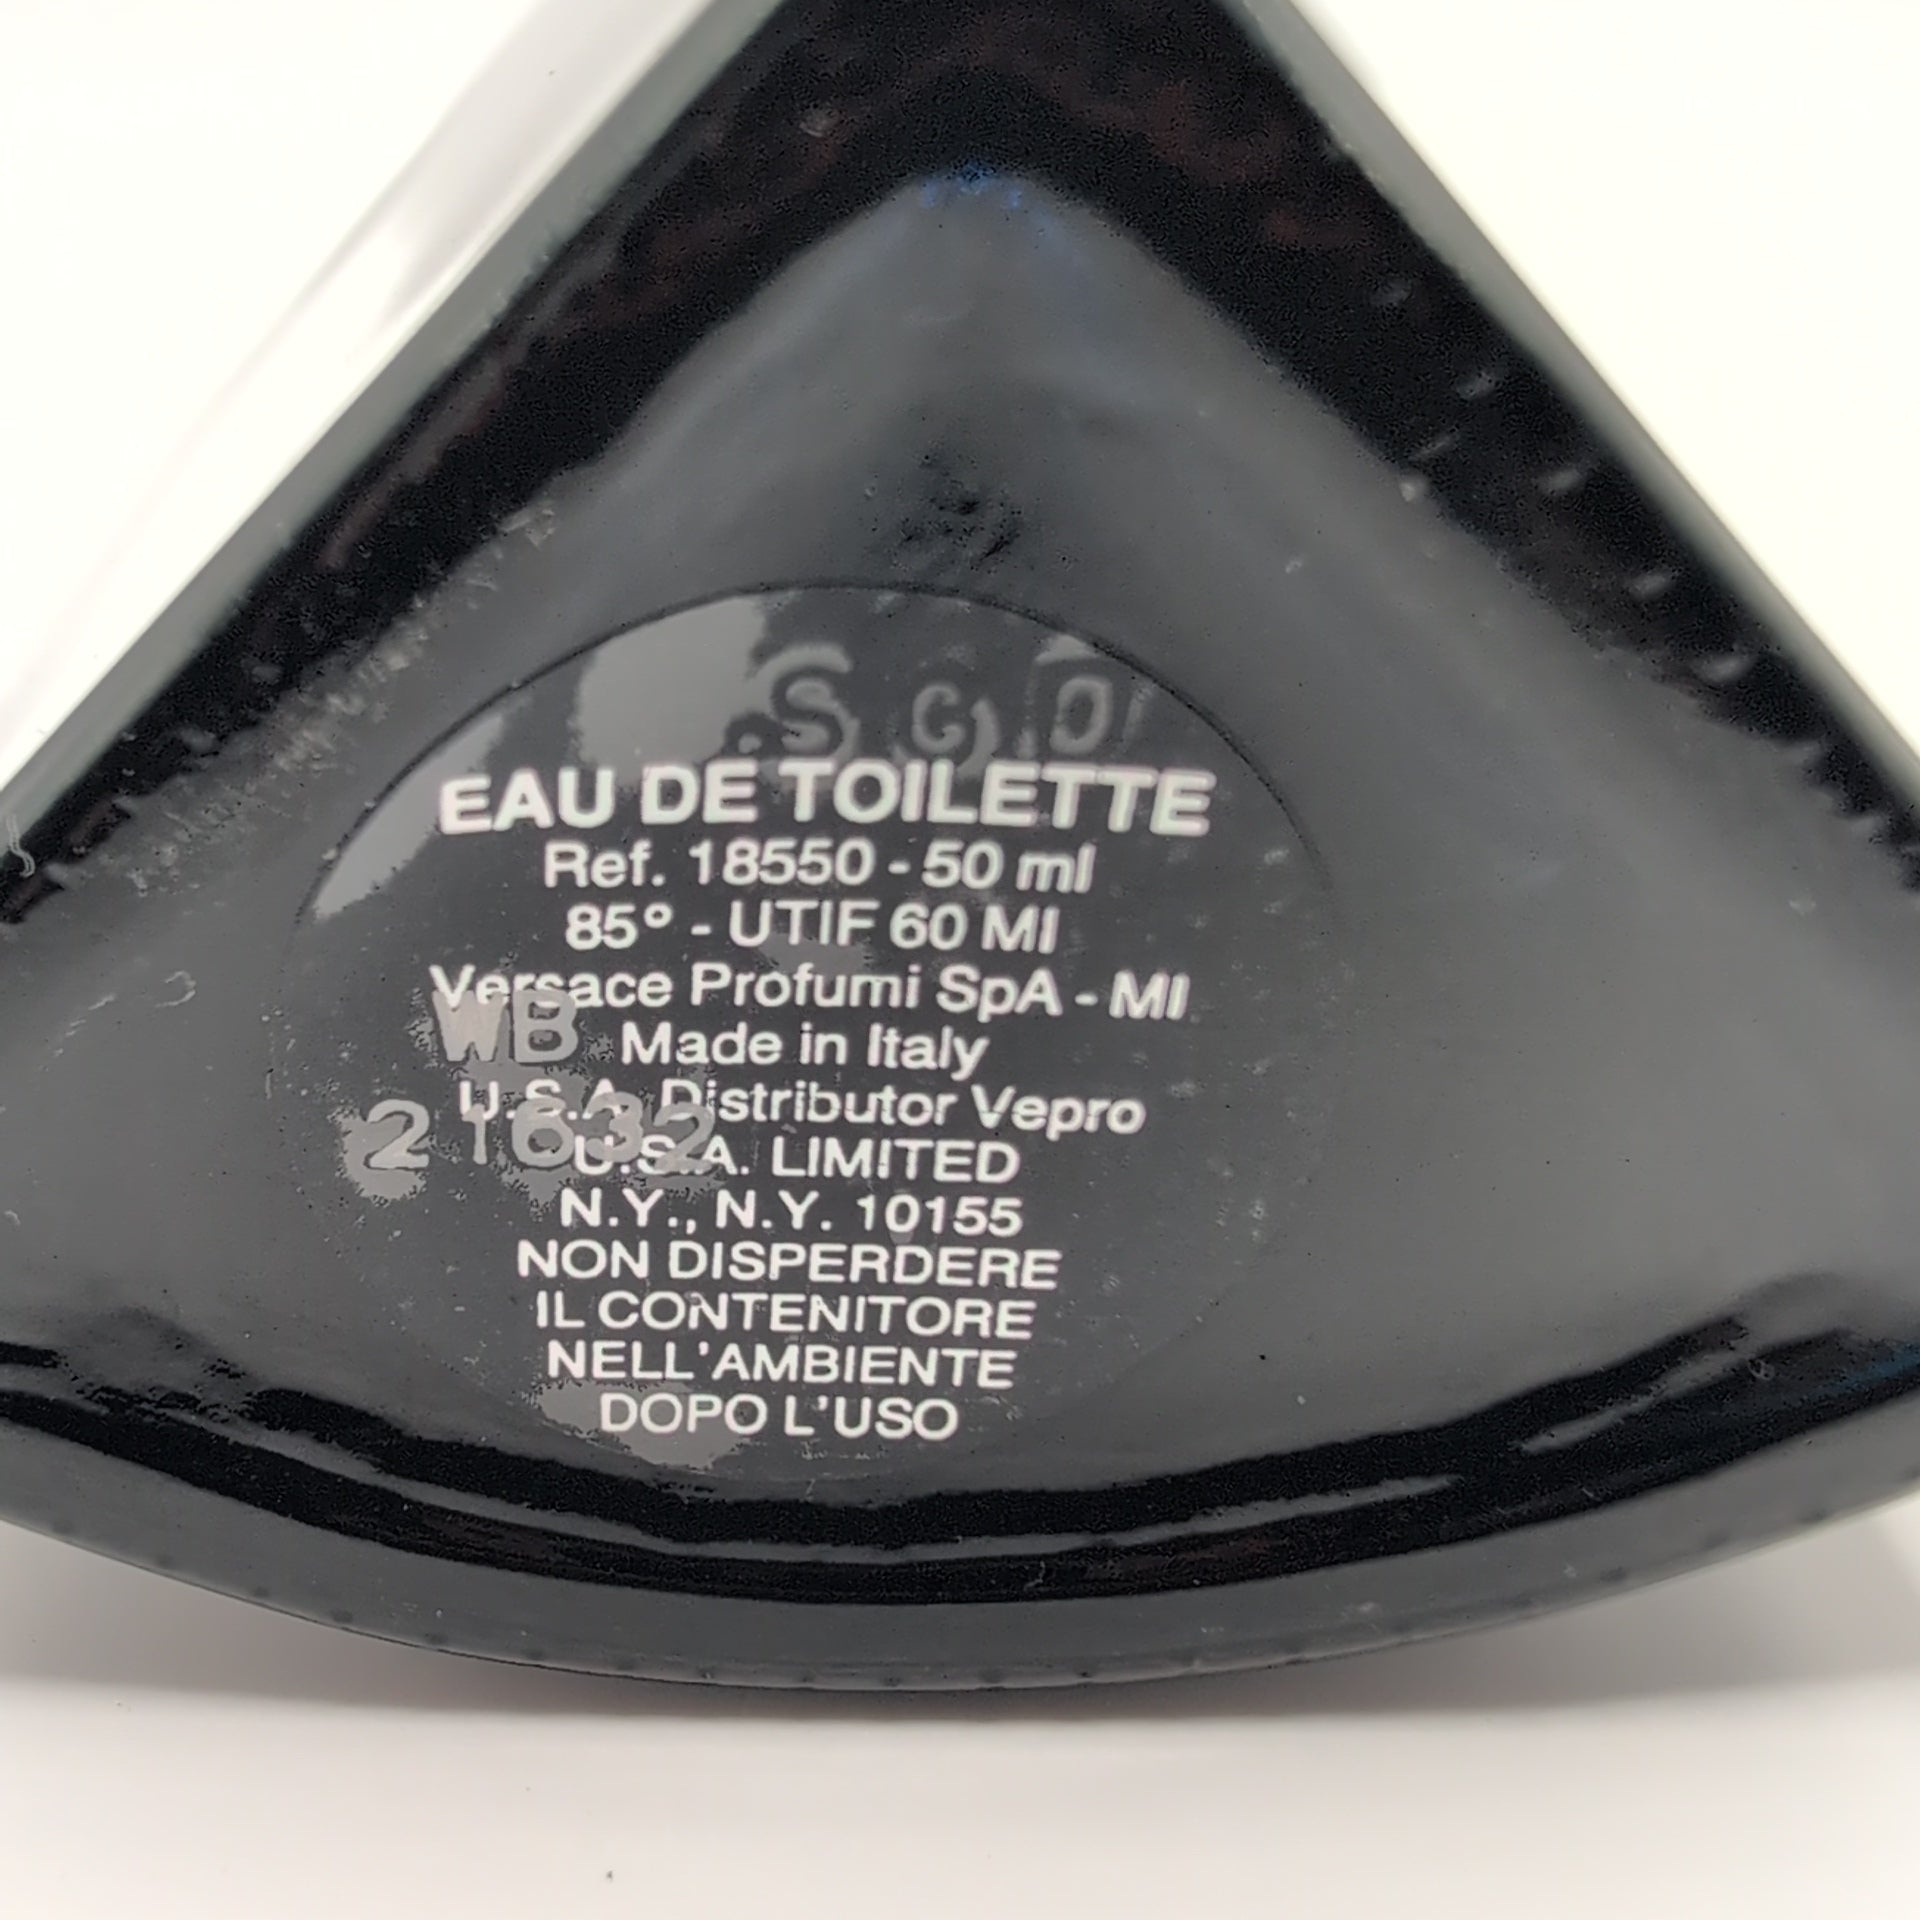 SGD
EAU DE TOILETTE
Ref. 18550 - 50 ml
85° - UTIF 60 MI
Versace Profumi SpA - MI
WB
Made in Italy
U.S.A. Distributor Vepro
21632
U.S.A. LIMITED
N.Y., N.Y. 10155
NON DISPERDERE
IL CONTENITORE
NELL'AMBIENTE
DOPO L'USO